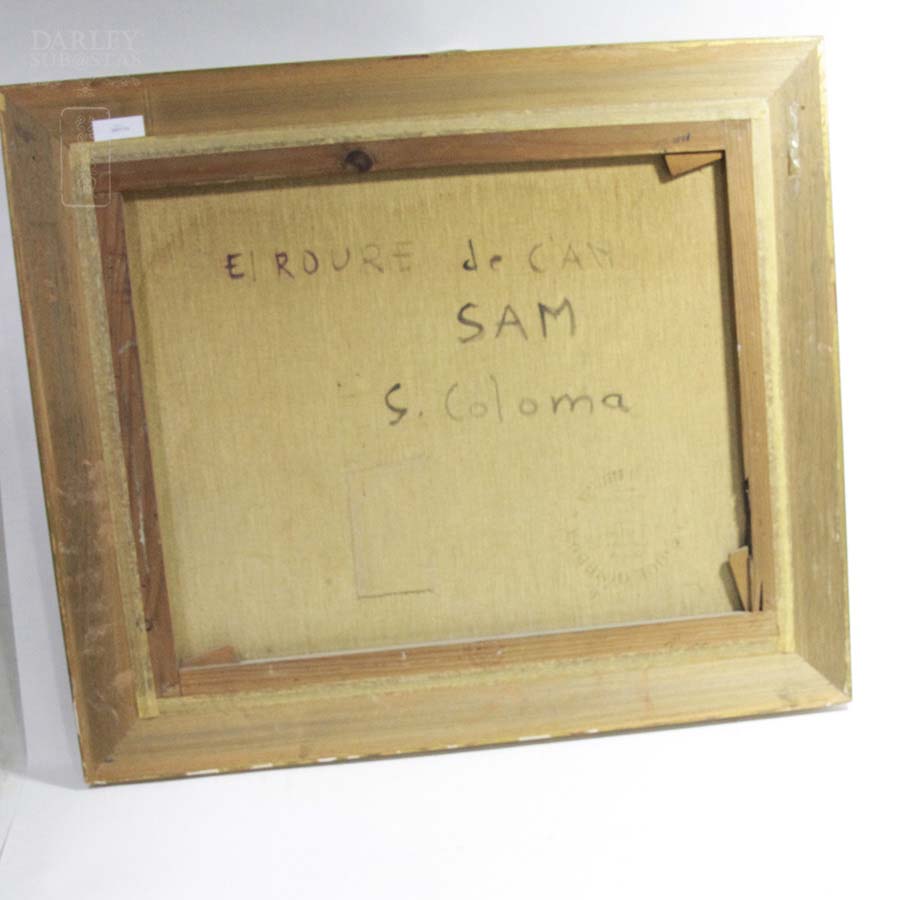 DARLEY
SUBASTAS
El ROURE de CAN
SAM
S. Coloma